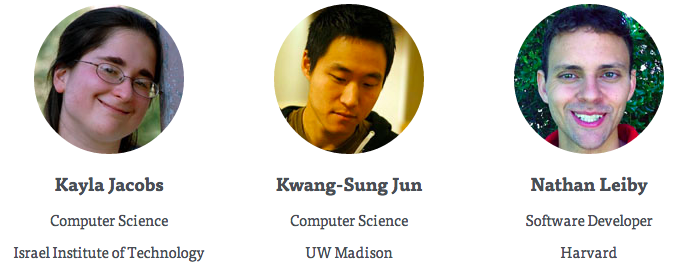 Kayla Jacobs
Computer Science
Israel Institute of Technology
Kwang-Sung Jun
Computer Science
UW Madison
Nathan Leiby
Software Developer
Harvard